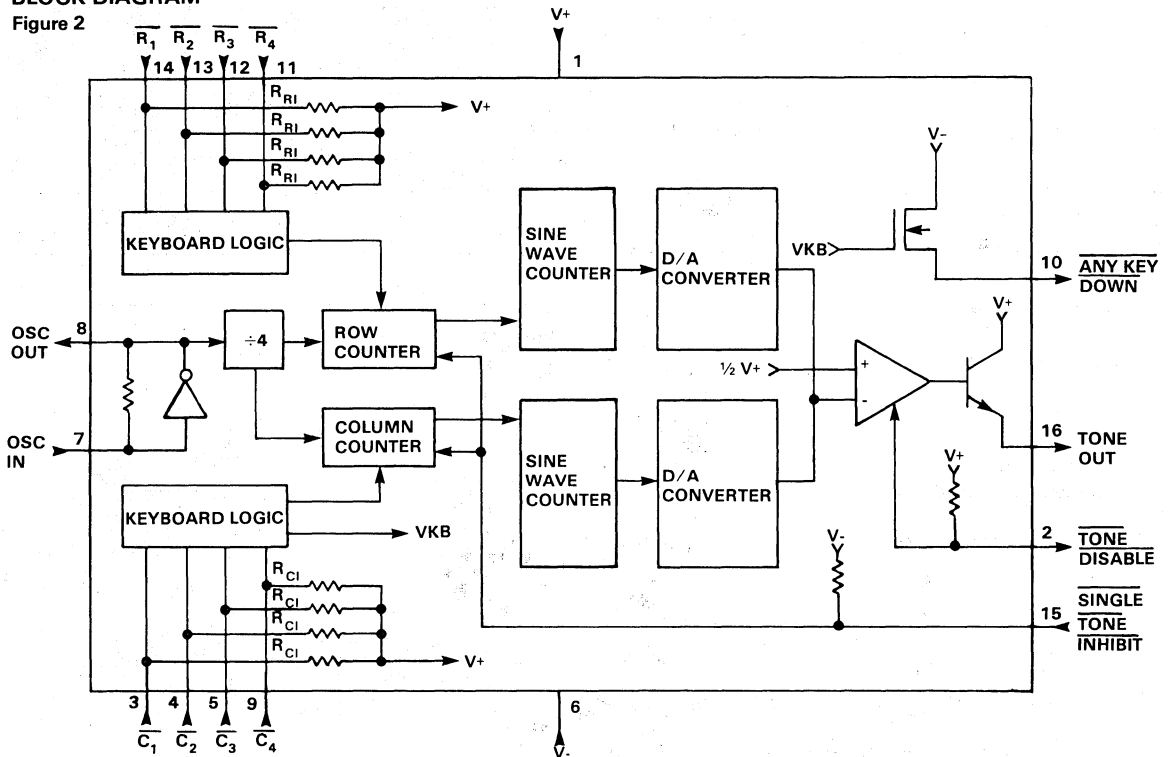 BLOCK DIAGRAM
Figure 2
V+
1
R1 R2 R3 R4
14 13 12 11
RRI
V+
RRI
RRI
RRI
V-
KEYBOARD LOGIC
SINE WAVE COUNTER
D/A CONVERTER
VKB
10
ANY KEY DOWN
OSC OUT
8
÷4
ROW COUNTER
½ V+
+
-
V+
OSC IN
7
COLUMN COUNTER
SINE WAVE COUNTER
D/A CONVERTER
16
TONE OUT
V+
KEYBOARD LOGIC
VKB
V-
2
TONE DISABLE
RCI
RCI
RCI
RCI
V+
15
SINGLE TONE INHIBIT
3 4 5 9
C1 C2 C3 C4
6
V-